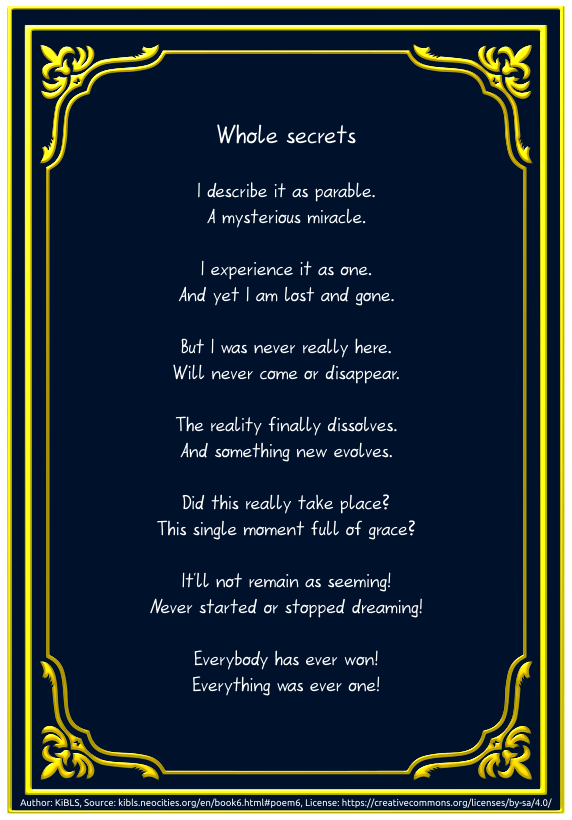 Whole secrets
I describe it as parable.
A mysterious miracle.
I experience it as one.
And yet I am lost and gone.
But I was never really here.
Will never come or disappear.
The reality finally dissolves.
And something new evolves.
Did this really take place?
This single moment full of grace?
It'll not remain as seeming!
Never started or stopped dreaming!
Everybody has ever won!
Everything was ever one!
Author: KiBLS, Source: kibls.neocities.org/en/book6.html#poem6, License: https://creativecommons.org/licenses/by-sa/4.0/